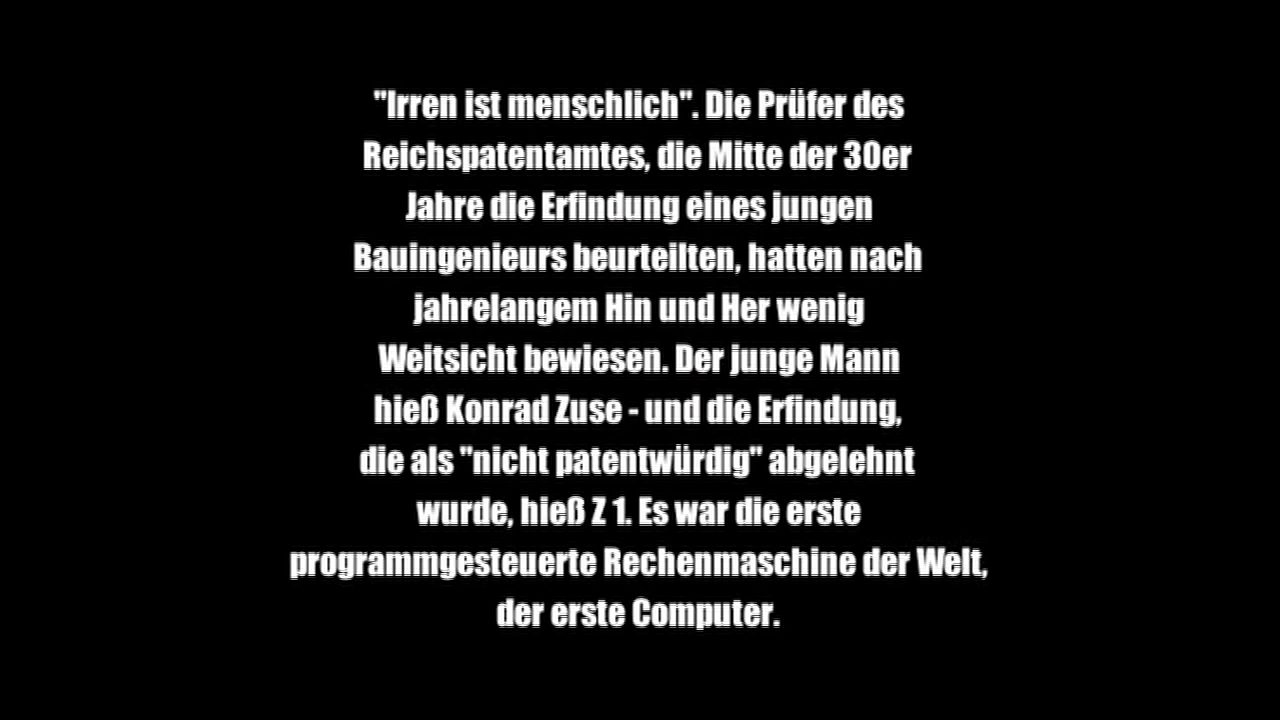 "Irren ist menschlich". Die Prüfer des
Reichspatentamtes, die Mitte der 30er
Jahre die Erfindung eines jungen
Bauingenieurs beurteilten, hatten nach
jahrelangem Hin und Her wenig
Weitsicht bewiesen. Der junge Mann
hieß Konrad Zuse - und die Erfindung,
die als "nicht patentwürdig" abgelehnt
wurde, hieß Z 1. Es war die erste
programmgesteuerte Rechenmaschine der Welt,
der erste Computer.